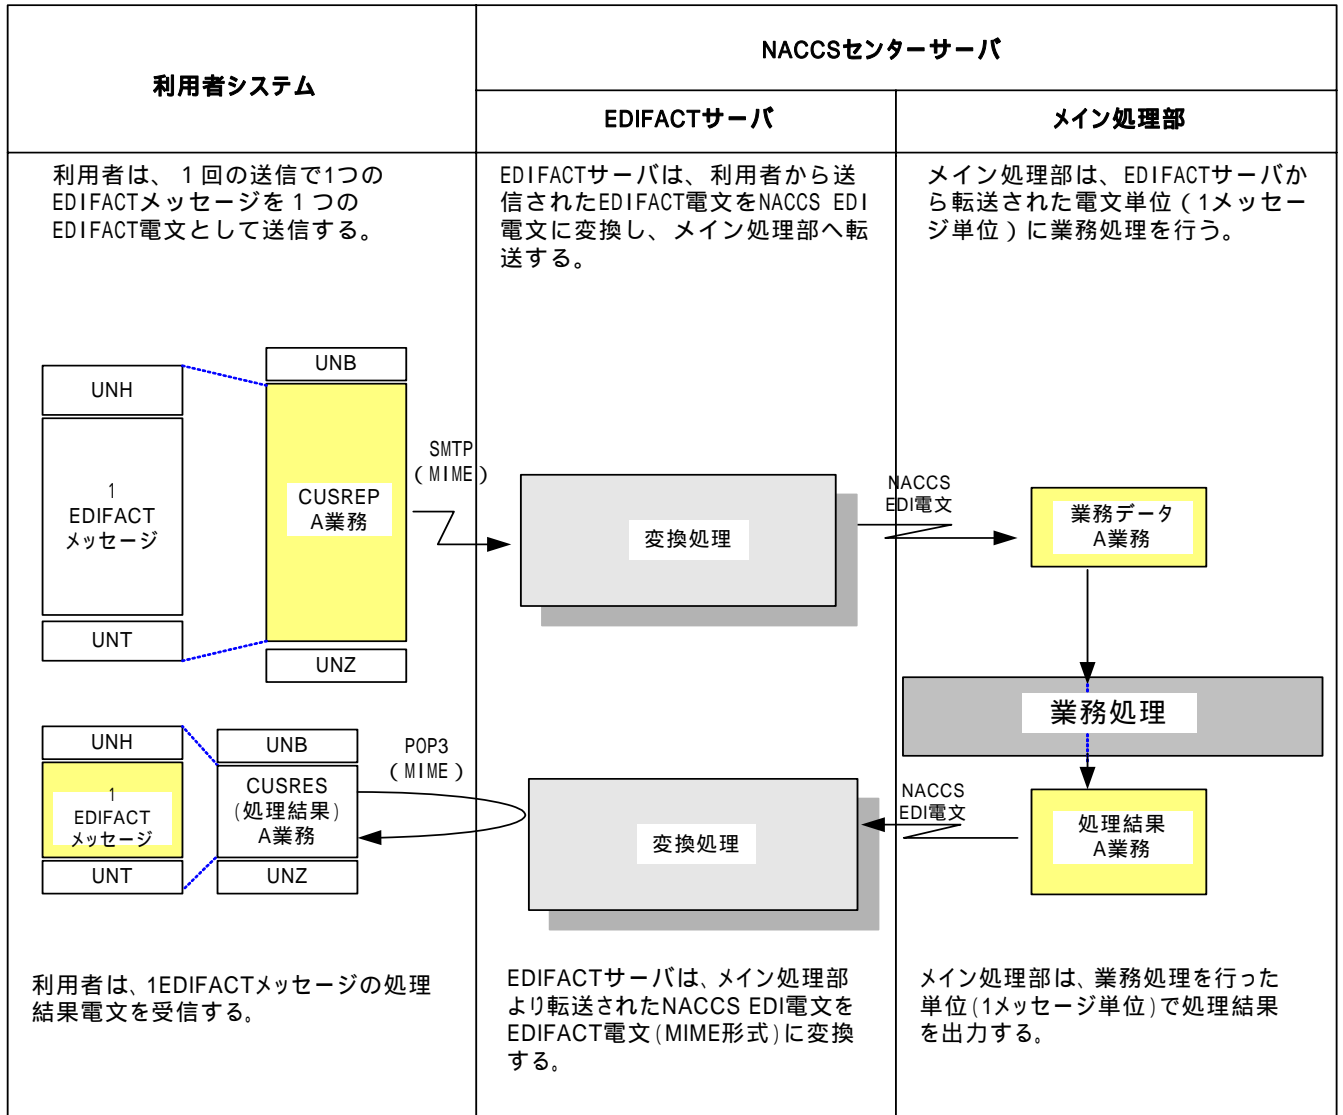 利用者システム
NACCSセンターサーバ
EDIFACTサーバ
メイン処理部
利用者は、１回の送信で1つの
EDIFACTメッセージを１つの
EDIFACT電文として送信する。
EDIFACTサーバは、利用者から送
信されたEDIFACT電文をNACCS EDI
電文に変換し、メイン処理部へ転
送する。
メイン処理部は、EDIFACTサーバか
ら転送された電文単位（1メッセー
ジ単位）に業務処理を行う。
UNH
1
EDIFACT
メッセージ
UNT
UNB
CUSREP
A業務
UNZ
SMTP
(MIME)
変換処理
NACCS
EDI電文
業務データ
A業務
業務処理
UNH
1
EDIFACT
メッセージ
UNT
UNB
CUSRES
(処理結果)
A業務
UNZ
POP3
(MIME)
変換処理
NACCS
EDI電文
処理結果
A業務
利用者は、1EDIFACTメッセージの処理
結果電文を受信する。
EDIFACTサーバは、メイン処理部
より転送されたNACCS EDI電文を
EDIFACT電文(MIME形式)に変換
する。
メイン処理部は、業務処理を行った
単位(1メッセージ単位)で処理結果
を出力する。